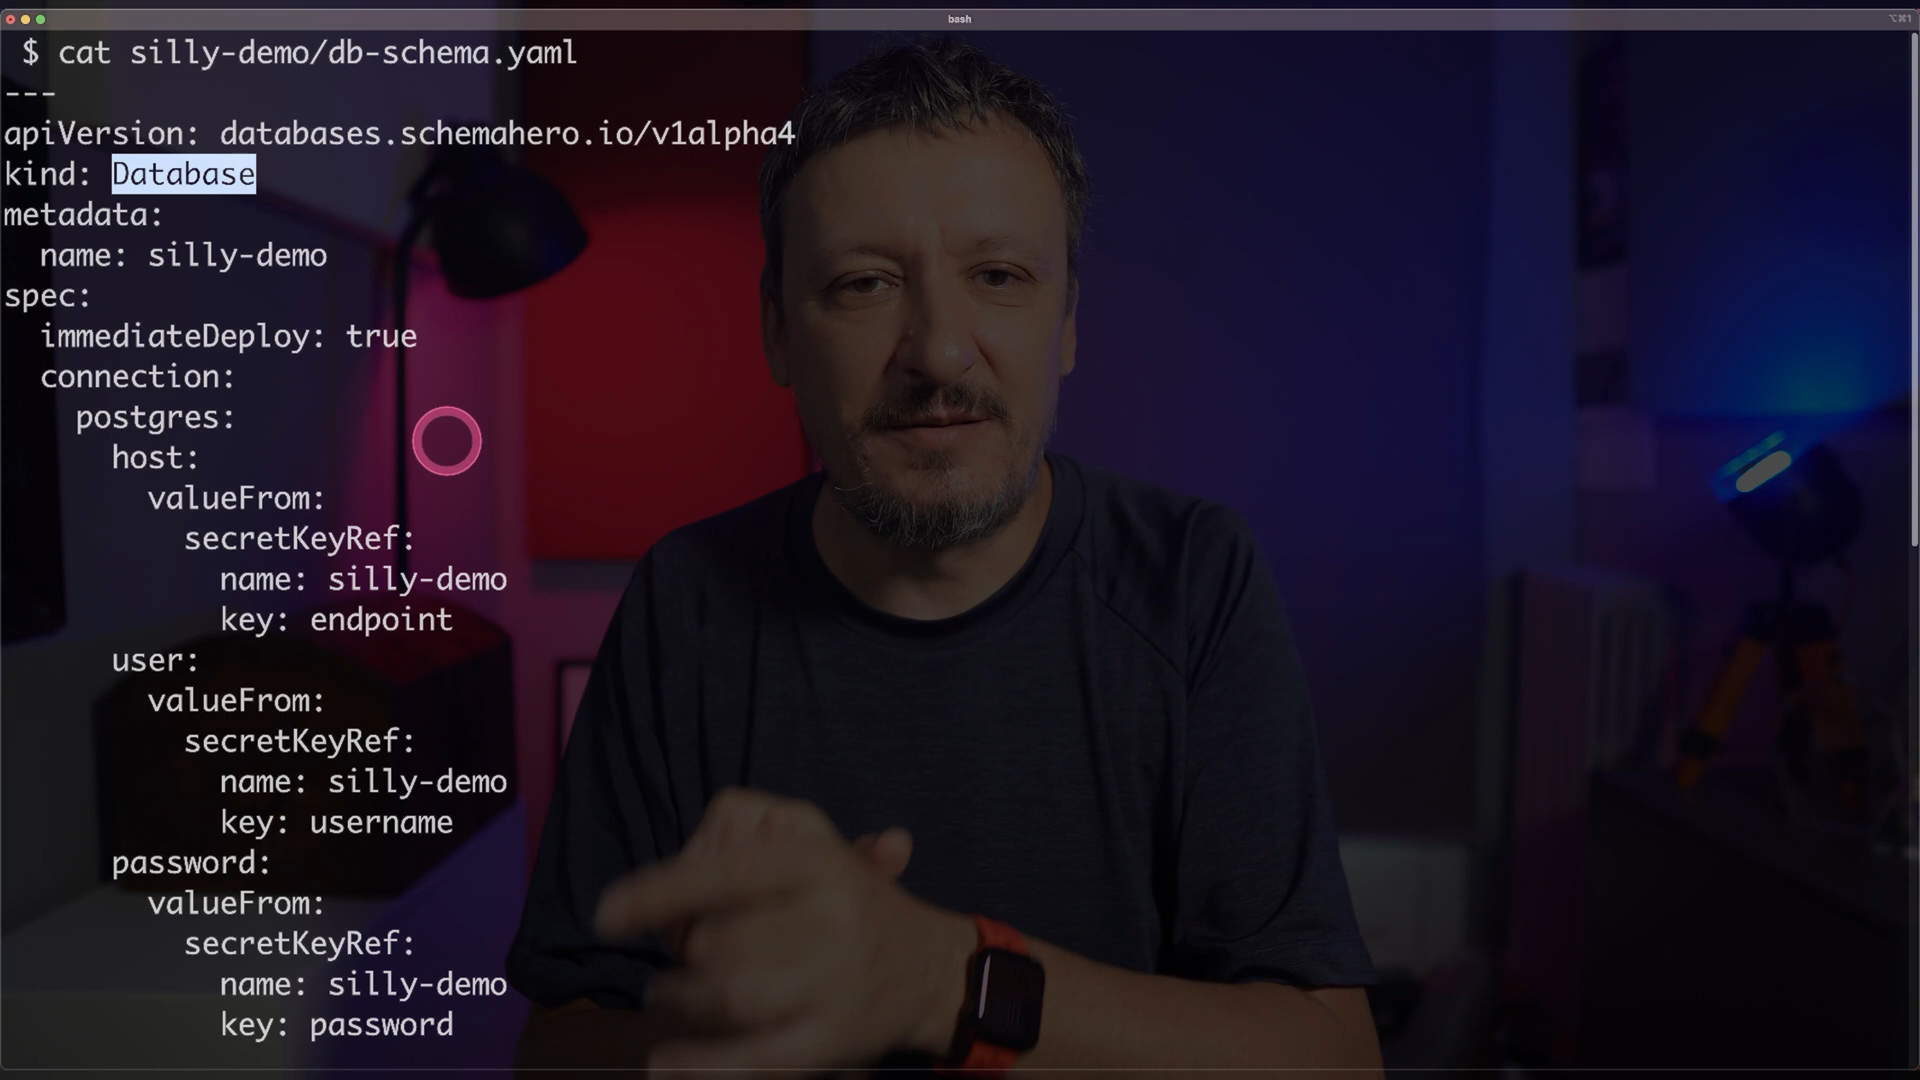 bash
⌥⌘1
$ cat silly-demo/db-schema.yaml
---
apiVersion: databases.schemahero.io/v1alpha4
kind: Database
metadata:
  name: silly-demo
spec:
  immediateDeploy: true
  connection:
    postgres:
      host:
        valueFrom:
          secretKeyRef:
            name: silly-demo
            key: endpoint
      user:
        valueFrom:
          secretKeyRef:
            name: silly-demo
            key: username
      password:
        valueFrom:
          secretKeyRef:
            name: silly-demo
            key: password